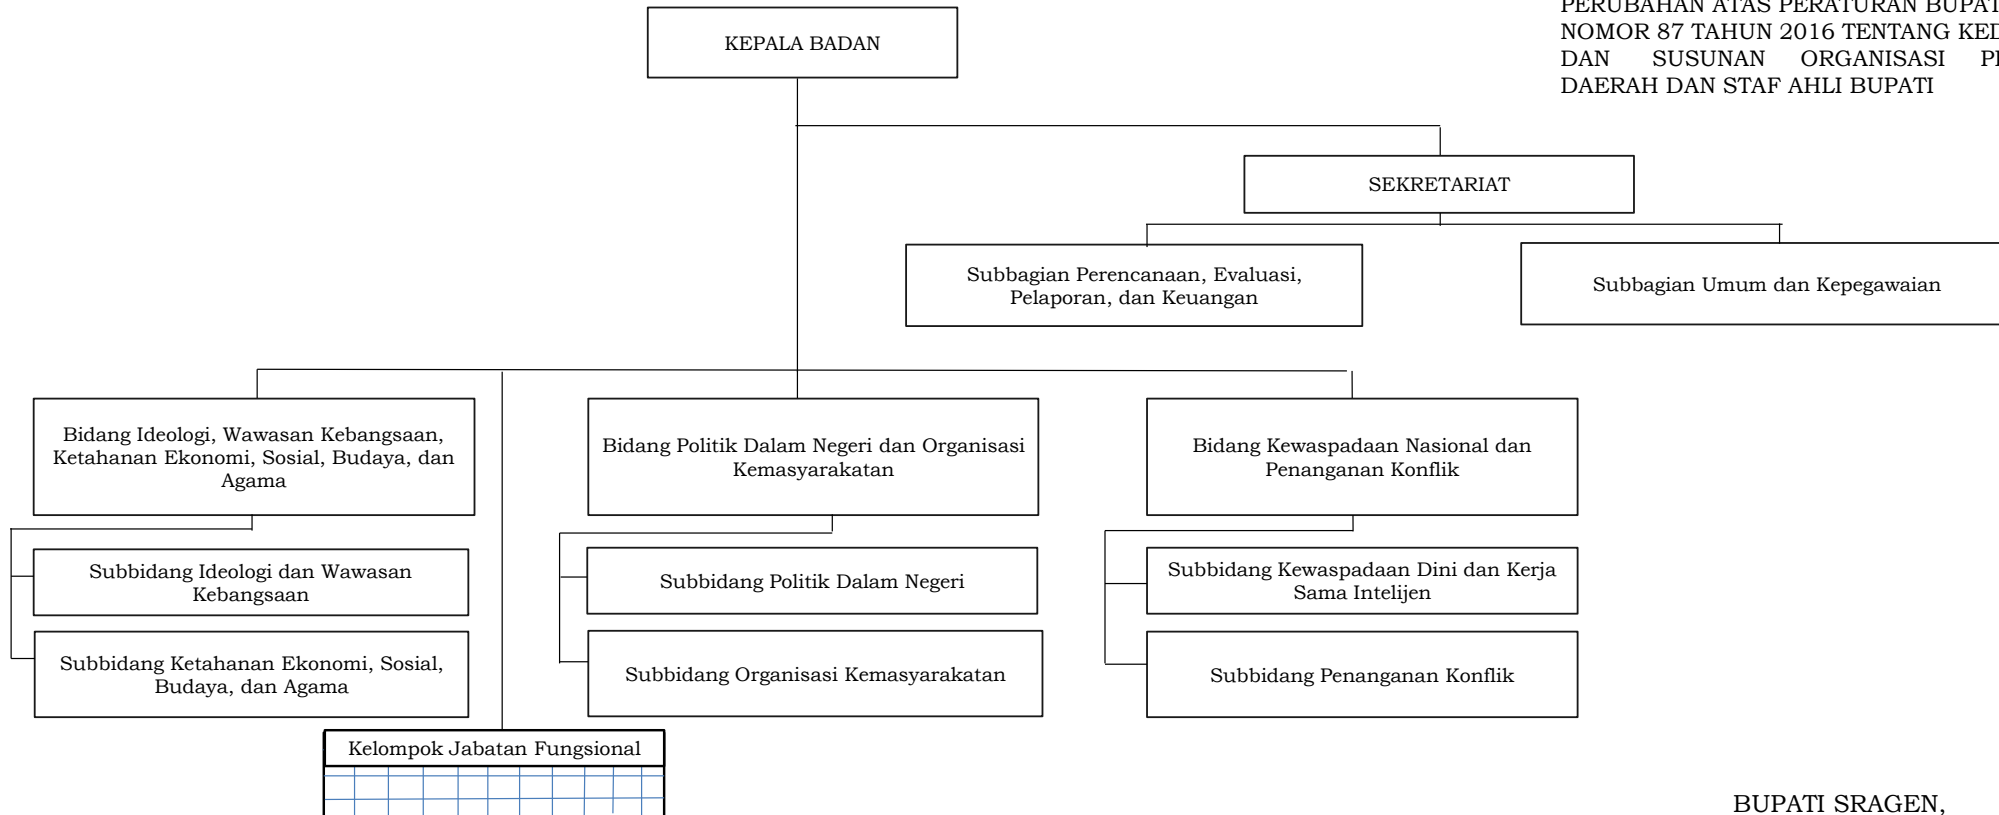 PERUBAHAN ATAS PERATURAN BUPAT
NOMOR 87 TAHUN 2016 TENTANG
DAN SUSUNAN ORGANISASI
DAERAH DAN STAF AHLI BUPATI
KEPALA BADAN
SEKRETARIAT
Subbagian Perencanaan, Evaluasi,
Pelaporan, dan Keuangan
Subbagian Umum dan Kepegawaian
Bidang Ideologi, Wawasan Kebangsaan,
Ketahanan Ekonomi, Sosial, Budaya, dan
Agama
Bidang Politik Dalam Negeri dan Organisasi
Kemasyarakatan
Bidang Kewaspadaan Nasional dan
Penanganan Konflik
Subbidang Ideologi dan Wawasan
Kebangsaan
Subbidang Politik Dalam Negeri
Subbidang Kewaspadaan Dini dan Kerja
Sama Intelijen
Subbidang Ketahanan Ekonomi, Sosial,
Budaya, dan Agama
Subbidang Organisasi Kemasyarakatan
Subbidang Penanganan Konflik
Kelompok Jabatan Fungsional
BUPATI SRAGEN,